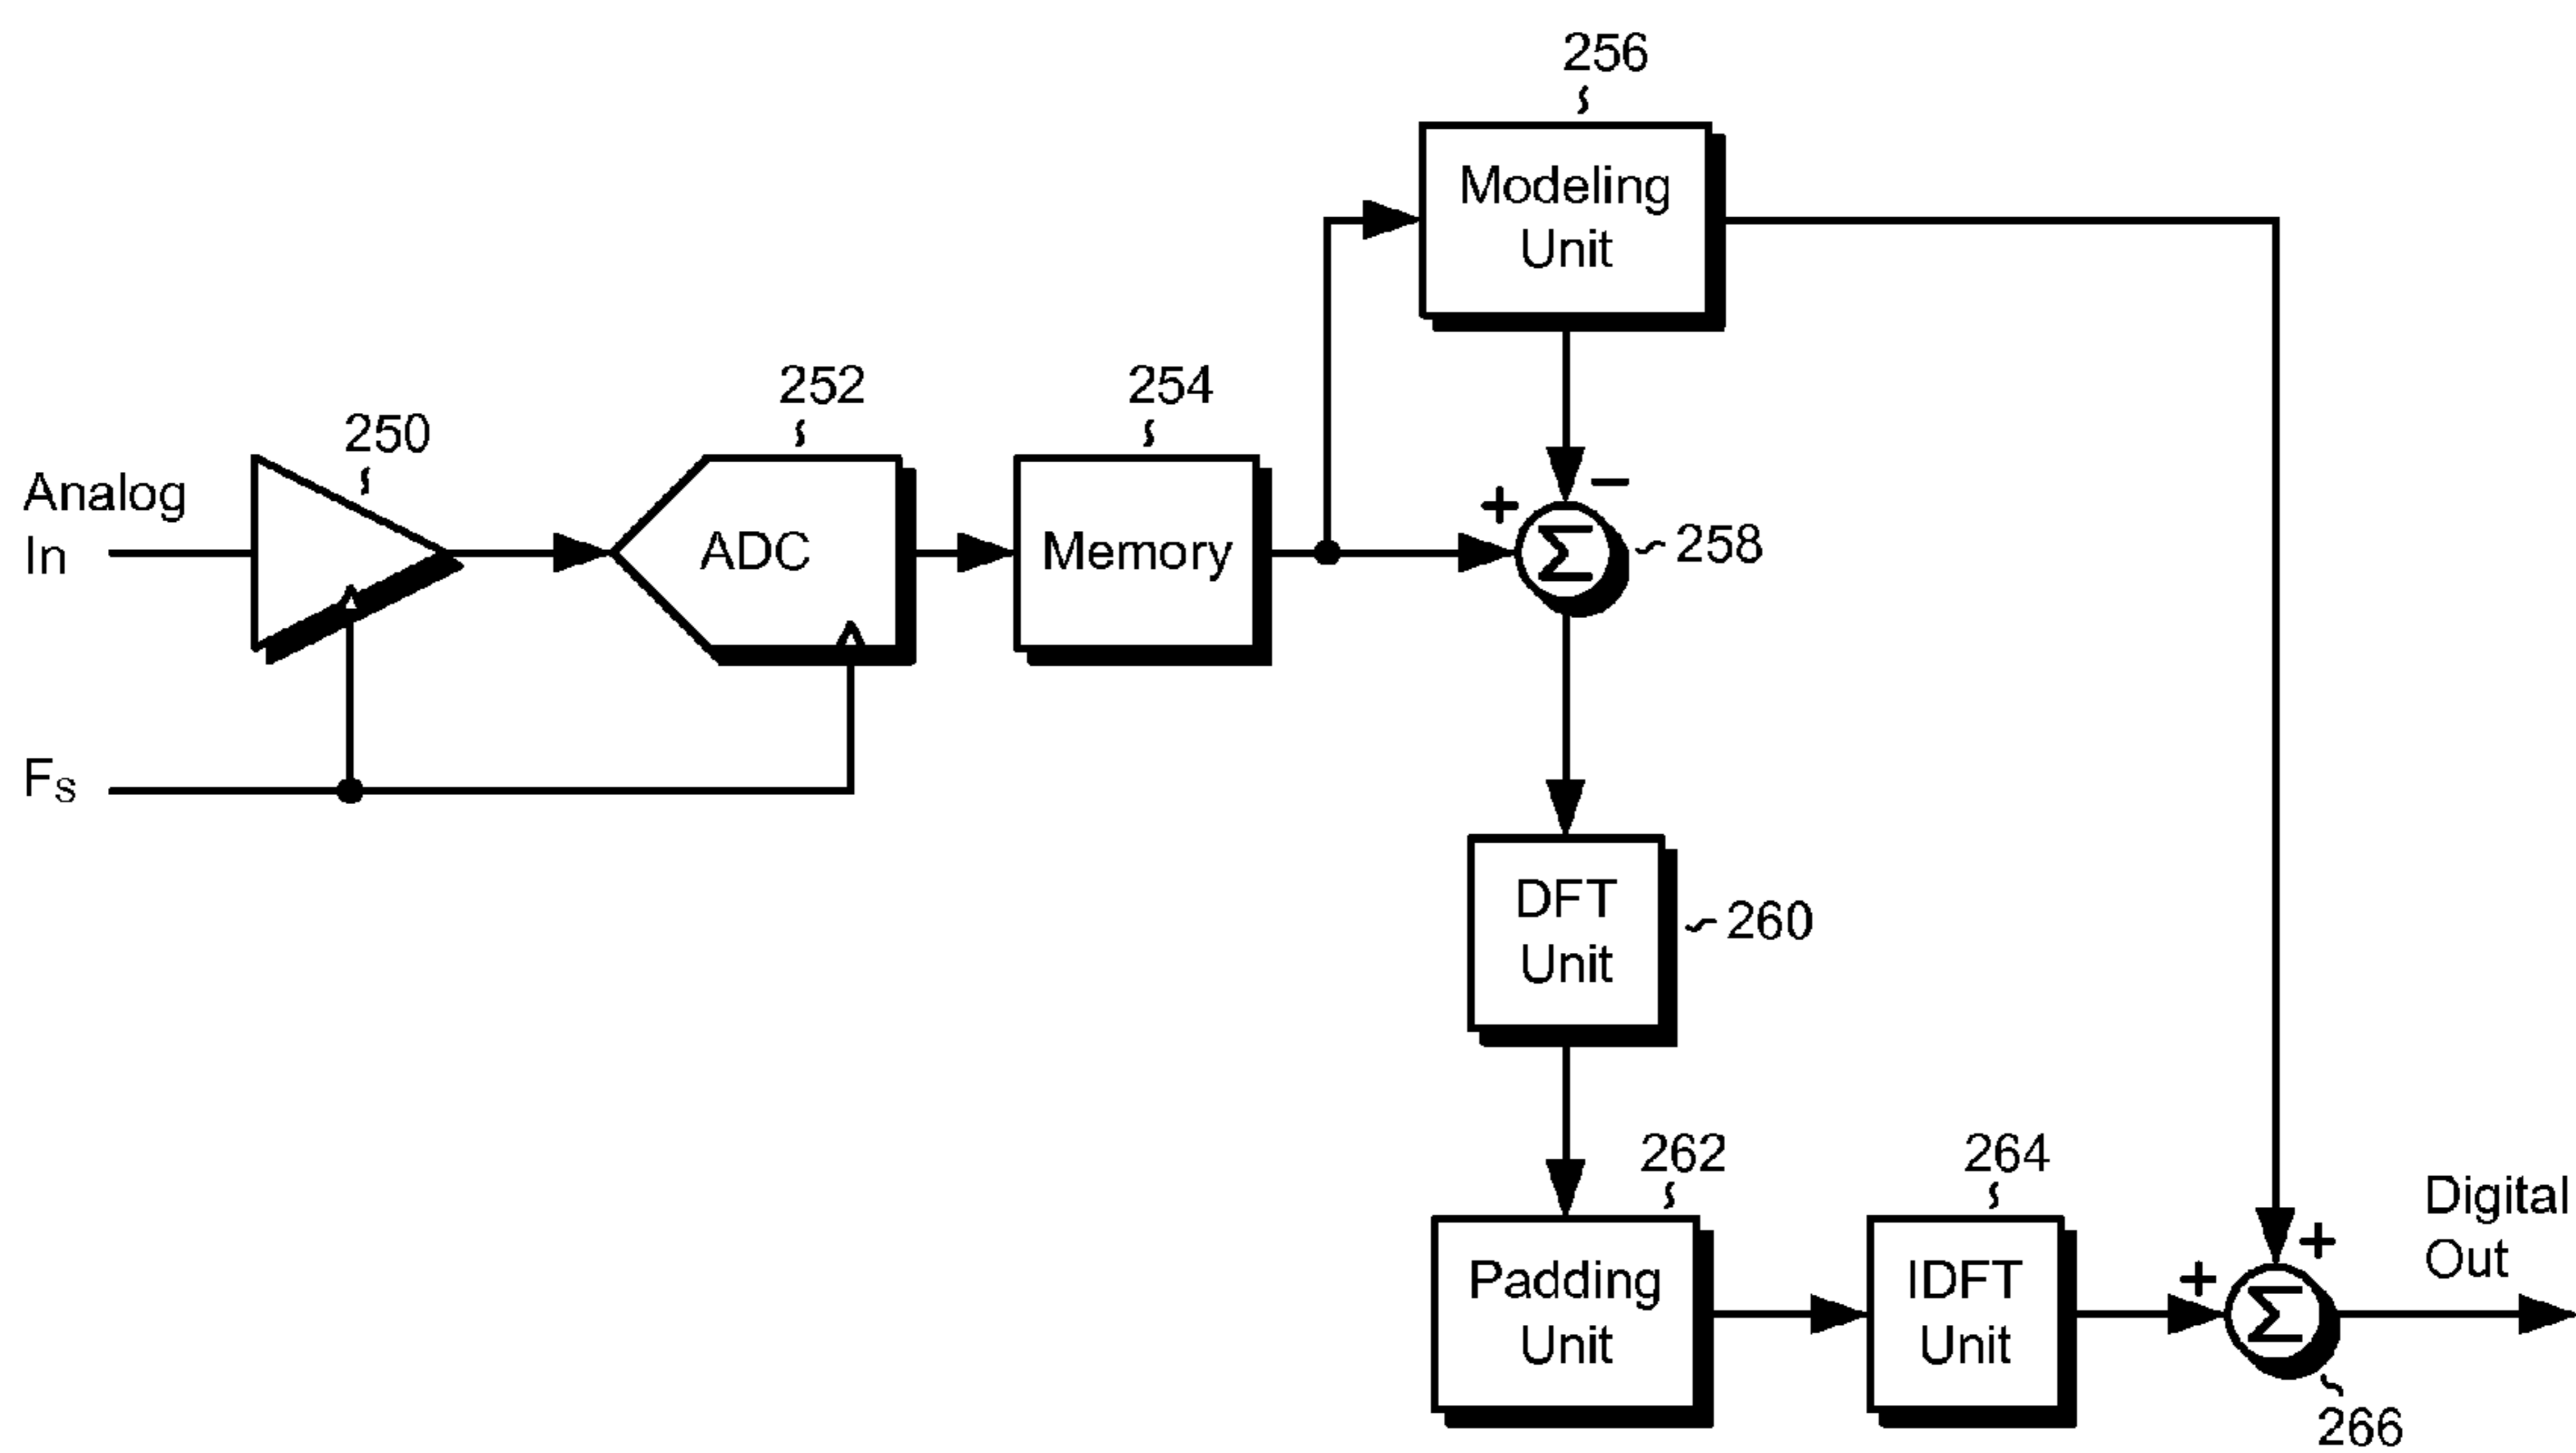 256
Modeling
Unit
252
254
250
Analog
In
ADC
Memory
+
−
Σ
258
Fs
DFT
Unit
260
262
264
Padding
Unit
IDFT
Unit
+
+
Σ
Digital
Out
266